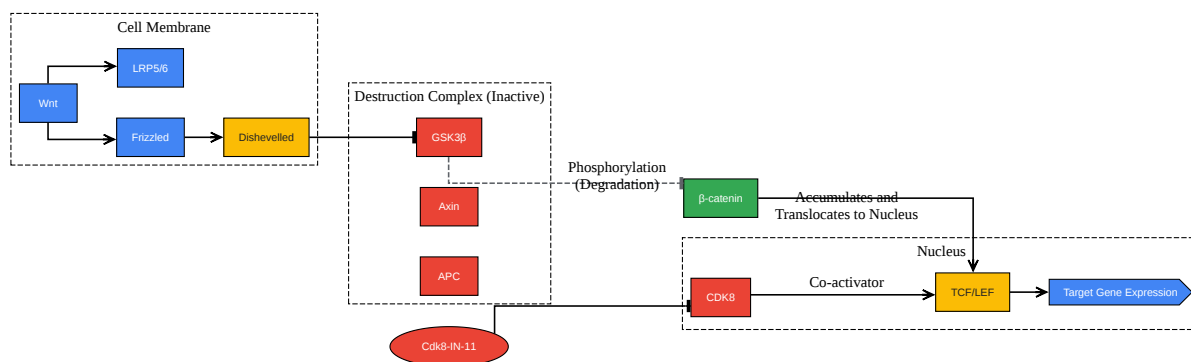 Cell Membrane
LRP5/6
Wnt
Frizzled
Dishevelled
Destruction Complex (Inactive)
GSK3β
Axin
APC
Phosphorylation
(Degradation)
β-catenin
Accumulates and
Translocates to Nucleus
Nucleus
CDK8
Co-activator
TCF/LEF
Target Gene Expression
Cdk8-IN-11